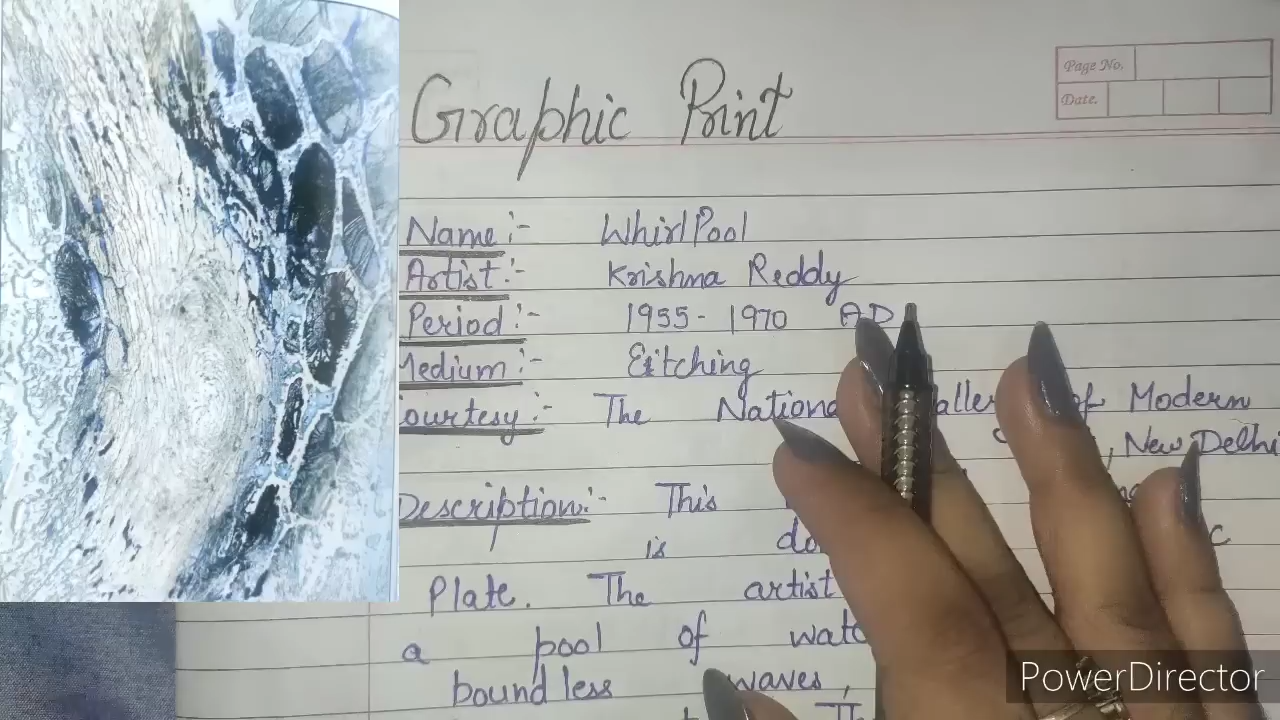 Graphic Print
Page No.
Date.
Name:- WhirlPool
Artist:- Krishna Reddy
Period:- 1955- 1970 AD
Medium:- Eitching
Courtesy:- The of Modern
, New Delhi
Description:- This
is
Plate. The artist
a pool of
boundless waves,
PowerDirector